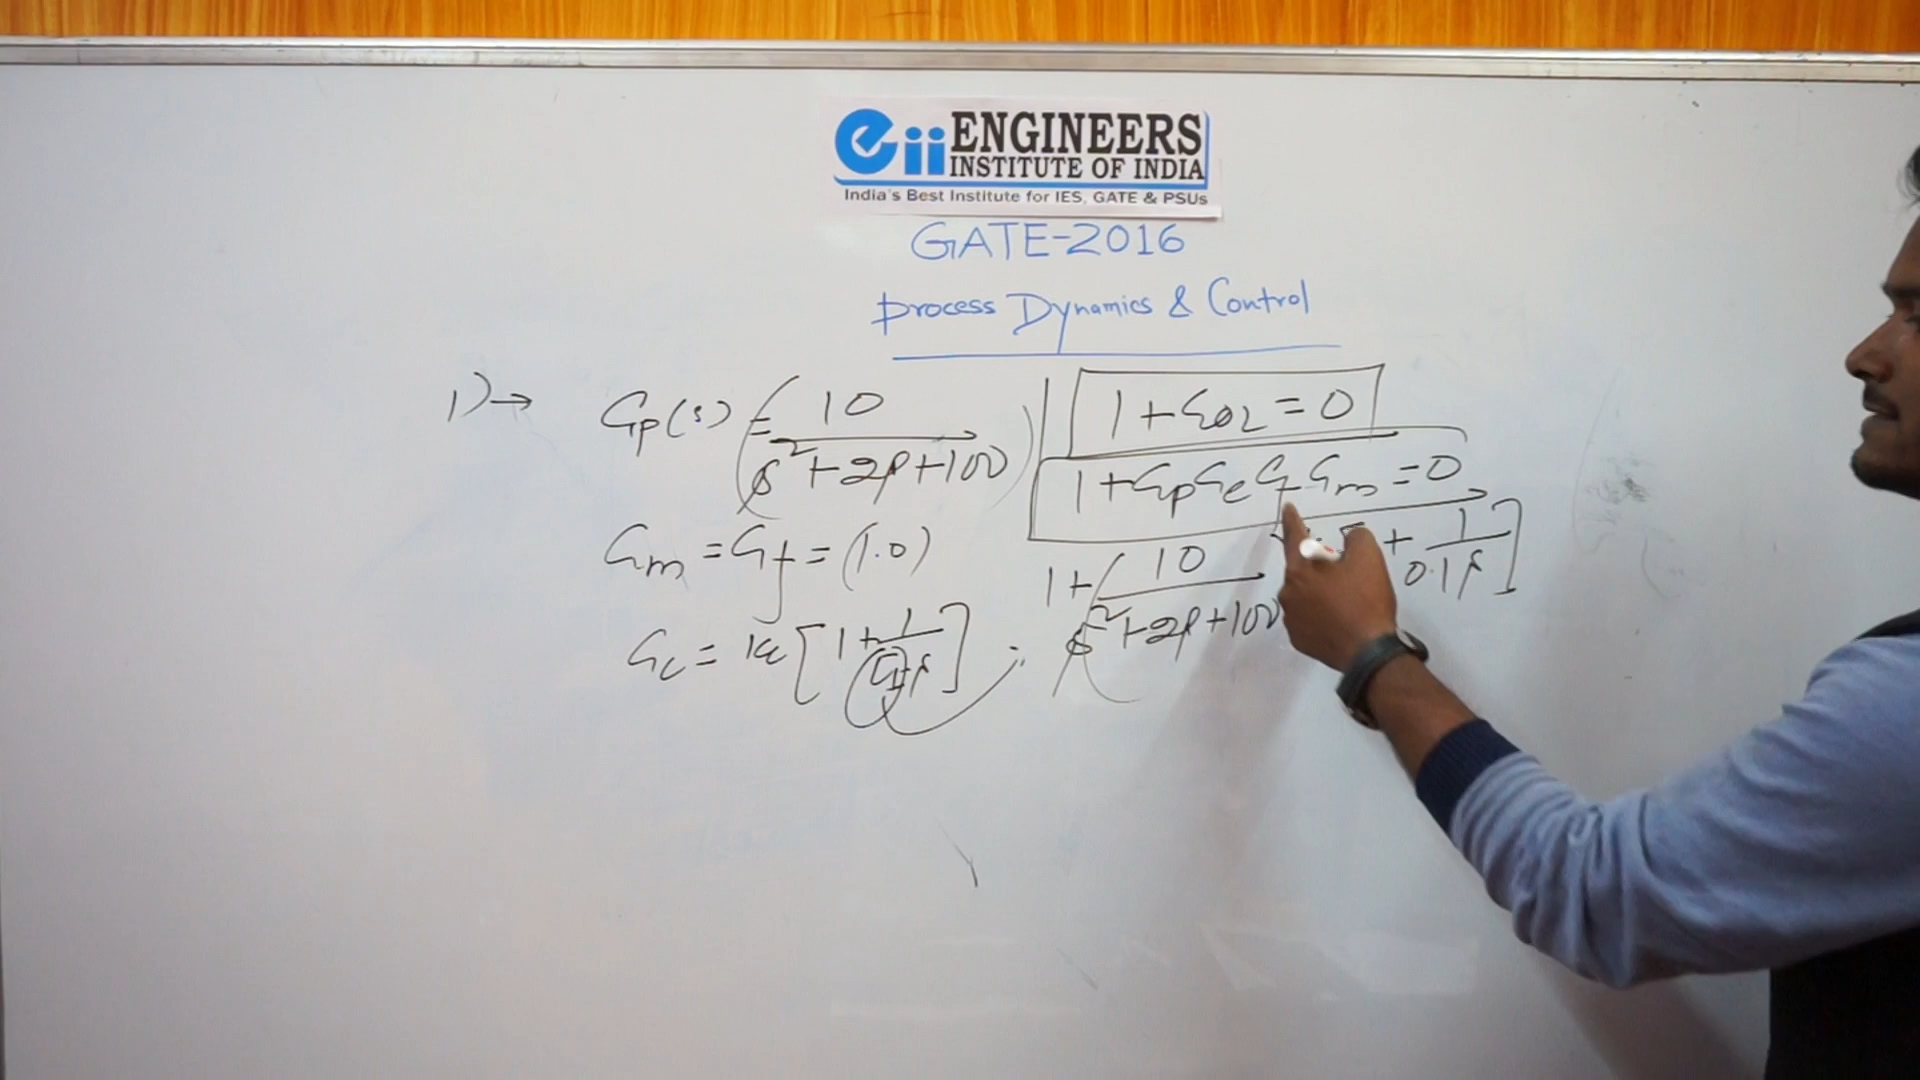 eii ENGINEERS
INSTITUTE OF INDIA
India's Best Institute for IES, GATE & PSUs
GATE-2016
Process Dynamics & Control
1) → Gp(s) = 10 / (s²+2s+100)
1+GOL = 0
1+GpGcGfGm = 0
Gm = Gf = (1.0)
1+ (10 / s²+2s+100) + 1/0.1s ]
Gc = Kc [ 1+ 1/τIs ]